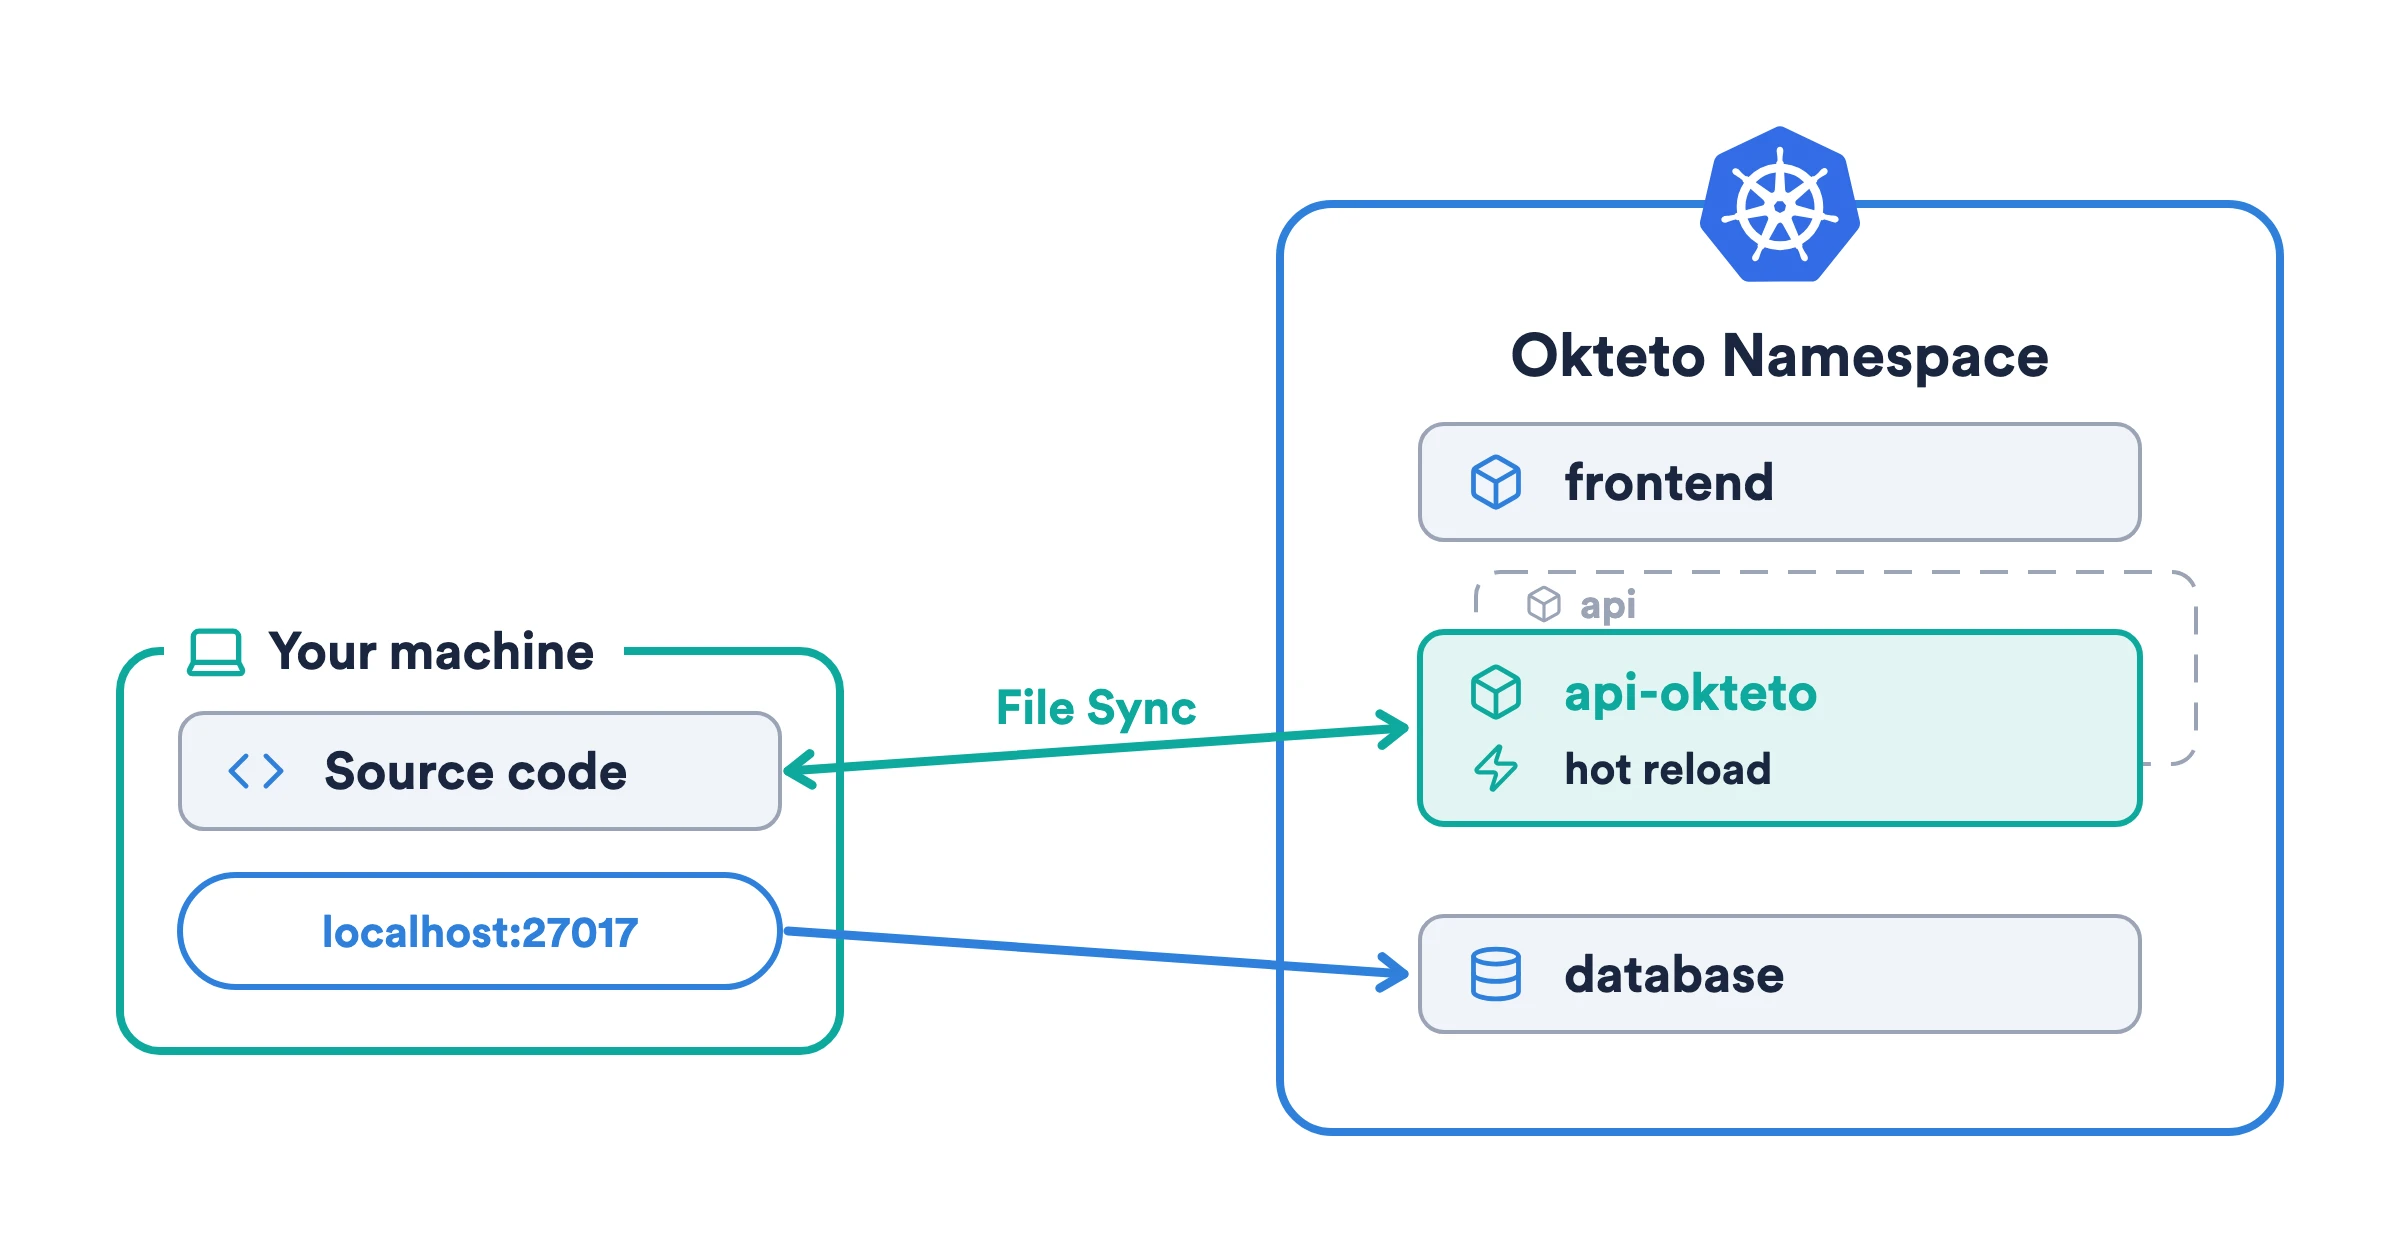 Your machine
Source code
localhost:27017
File Sync
Okteto Namespace
frontend
api
api-okteto
hot reload
database